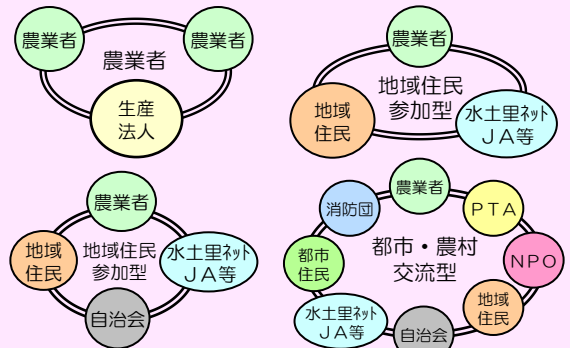 農業者
農業者
農業者
生産
法人
農業者
地域住民
参加型
地域
住民
水土里ネット
ＪＡ等
農業者
地域
住民
地域住民
参加型
水土里ネット
ＪＡ等
自治会
農業者
消防団
ＰＴＡ
都市
住民
都市・農村
交流型
NPO
水土里ネット
ＪＡ等
地域
住民
自治会